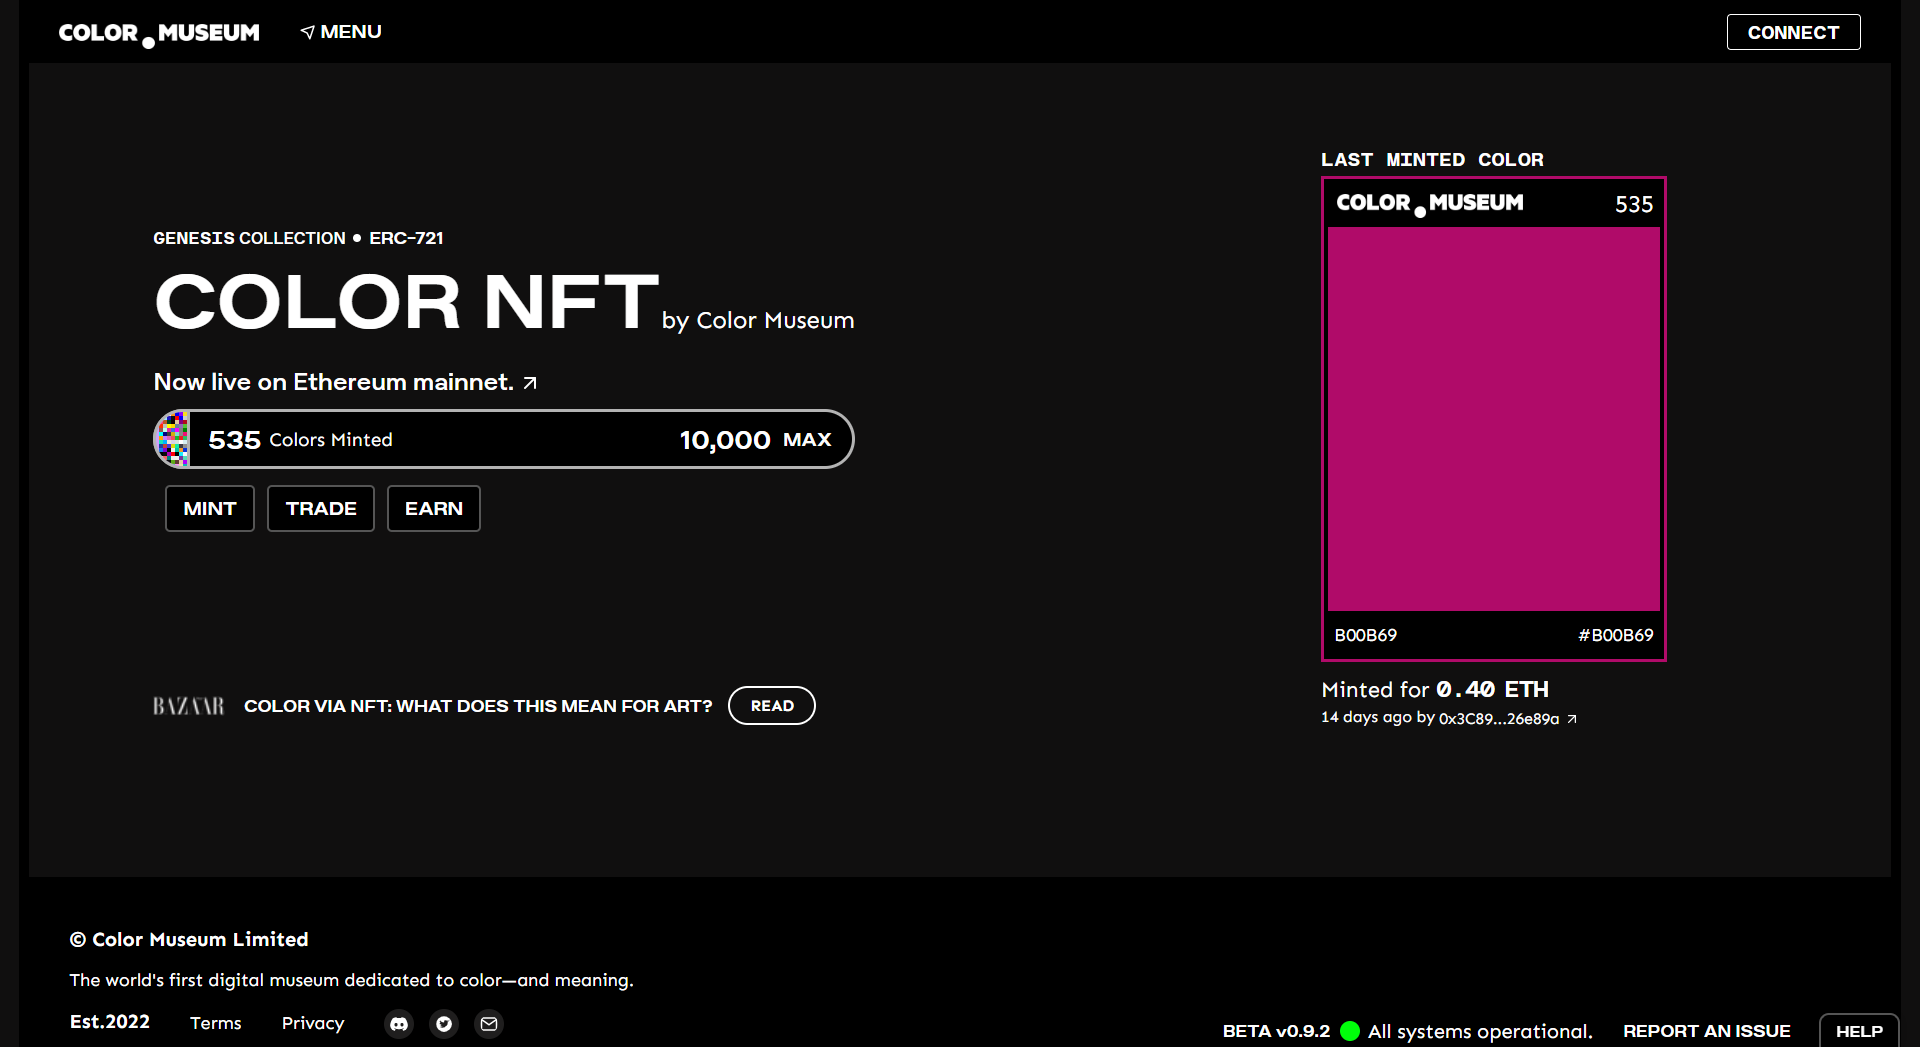 COLOR MUSEUM
MENU
CONNECT
GENESIS COLLECTION • ERC-721
COLOR NFT by Color Museum
Now live on Ethereum mainnet.
535 Colors Minted
10,000 MAX
MINT
TRADE
EARN
BAZAAR
COLOR VIA NFT: WHAT DOES THIS MEAN FOR ART?
READ
LAST MINTED COLOR
COLOR MUSEUM
535
B00B69
#B00B69
Minted for 0.40 ETH
14 days ago by 0x3C89...26e89a
© Color Museum Limited
The world's first digital museum dedicated to color—and meaning.
Est.2022
Terms
Privacy
BETA v0.9.2
All systems operational.
REPORT AN ISSUE
HELP